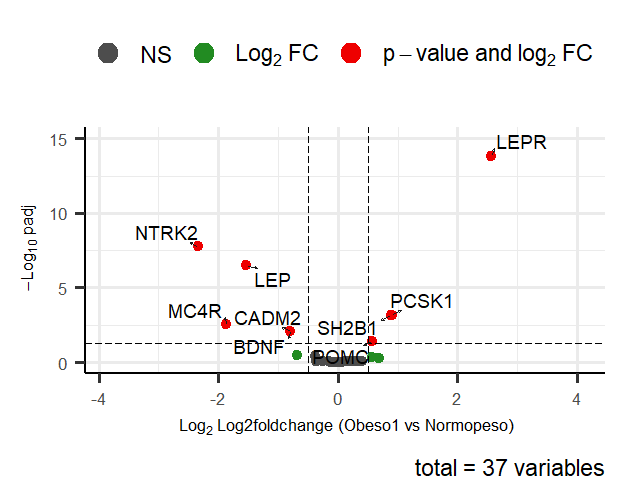 NS Log2 FC p – value and log2 FC
15
LEPR
10
NTRK2
−Log10 padj
LEP
5
PCSK1
MC4R
CADM2
SH2B1
BDNF
POMC
0
-4 -2 0 2 4
Log2 Log2foldchange (Obeso1 vs Normopeso)
total = 37 variables